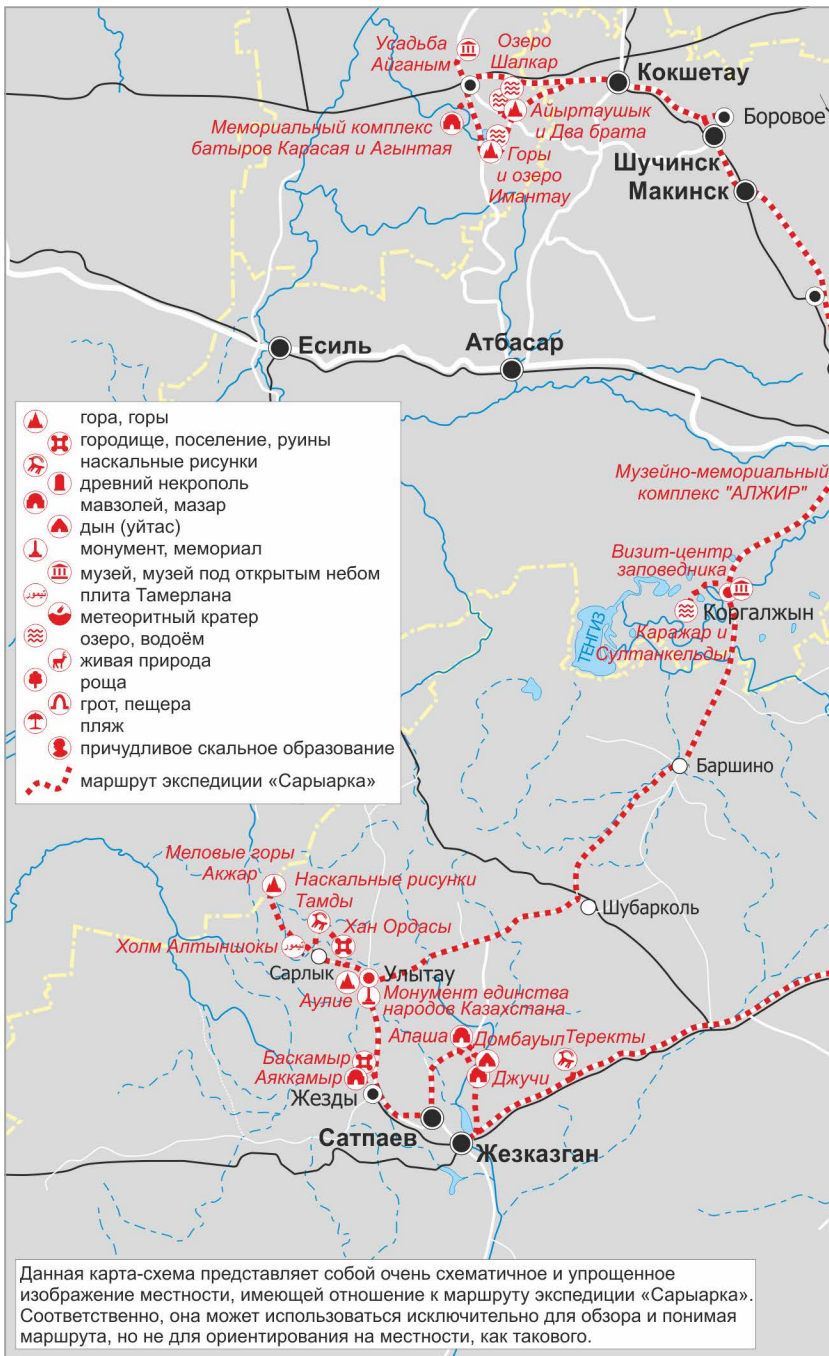 Усадьба
Айганым
Озеро
Шалкар
Кокшетау
Мемориальный комплекс
батыров Карасая и Агынтая
Айыртаушык
и Два брата
Боровое
Горы
и озеро
Имантау
Шучинск
Макинск
Есиль
Атбасар
гора, горы
городище, поселение, руины
наскальные рисунки
древний некрополь
мавзолей, мазар
дын (уйтас)
монумент, мемориал
музей, музей под открытым небом
плита Тамерлана
метеоритный кратер
озеро, водоём
живая природа
роща
грот, пещера
пляж
причудливое скальное образование
маршрут экспедиции «Сарыарка»
Музейно-мемориальный
комплекс "АЛЖИР"
Визит-центр
заповедника
Коргалжын
ТЕНГИЗ
Каражар и
Султанкельды
Баршино
Меловые горы
Акжар
Наскальные рисунки
Тамды
Хан Ордасы
Шубарколь
Холм Алтыншокы
Сарлык
Улытау
Аулие
Монумент единства
народов Казахстана
Алаша
Домбауыл
Теректы
Баскамыр
Аяккамыр
Джучи
Жезды
Сатпаев
Жезказган
Данная карта-схема представляет собой очень схематичное и упрощенное
изображение местности, имеющей отношение к маршруту экспедиции «Сарыарка».
Соответственно, она может использоваться исключительно для обзора и понимая
маршрута, но не для ориентирования на местности, как такового.